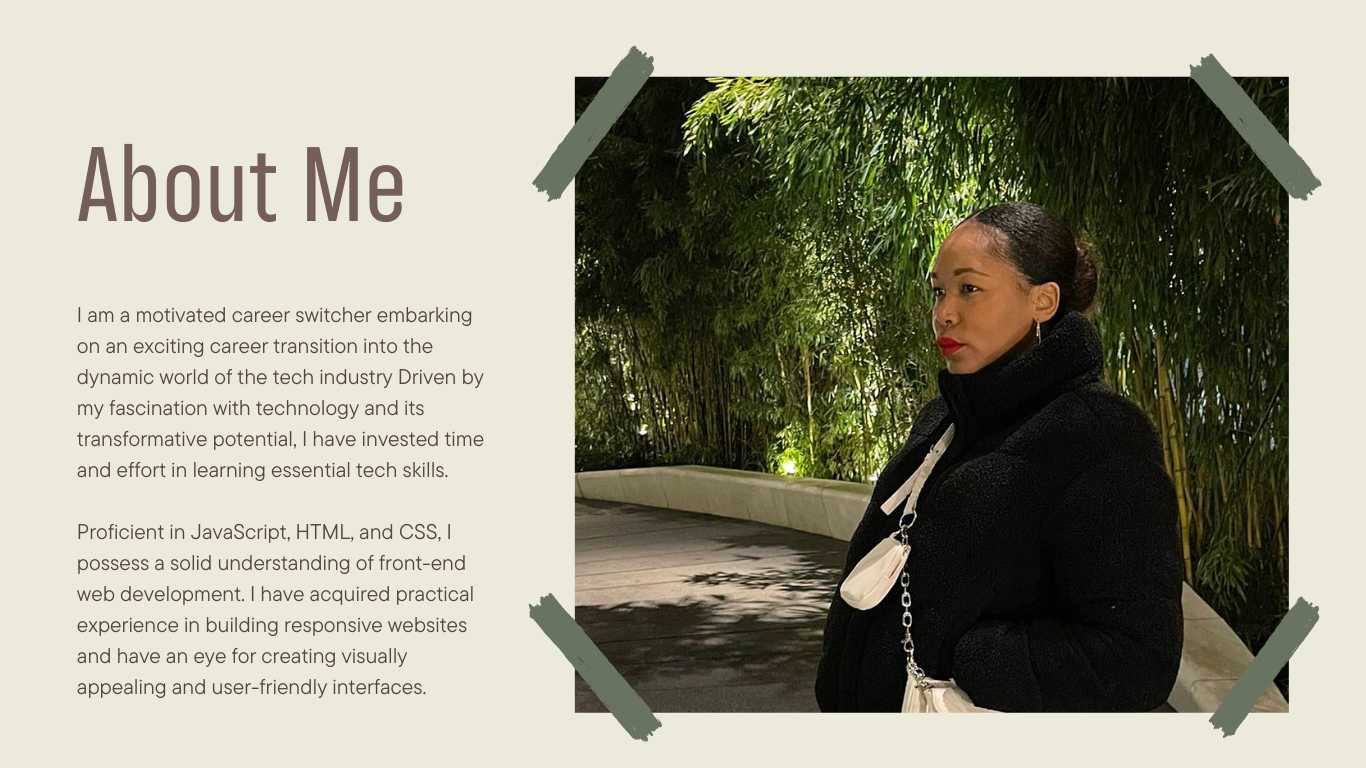 About Me
I am a motivated career switcher embarking
on an exciting career transition into the
dynamic world of the tech industry Driven by
my fascination with technology and its
transformative potential, I have invested time
and effort in learning essential tech skills.
Proficient in JavaScript, HTML, and CSS, I
possess a solid understanding of front-end
web development. I have acquired practical
experience in building responsive websites
and have an eye for creating visually
appealing and user-friendly interfaces.